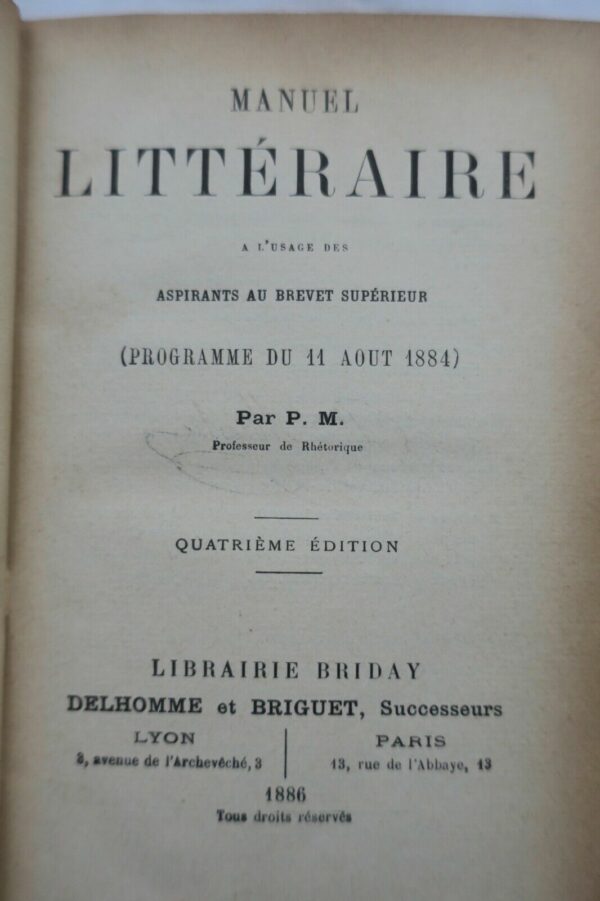 MANUEL
LITTÉRAIRE
A L'USAGE DES
ASPIRANTS AU BREVET SUPÉRIEUR
(PROGRAMME DU 11 AOUT 1884)
Par P. M.
Professeur de Rhétorique
QUATRIÈME ÉDITION
LIBRAIRIE BRIDAY
DELHOMME et BRIGUET, Successeurs
LYON
3, avenue de l'Archevêché, 3
PARIS
13, rue de l'Abbaye, 13
1886
Tous droits réservés